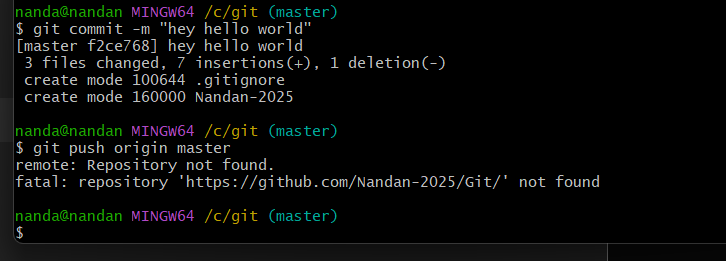 nanda@nandan MINGW64 /c/git (master)
$ git commit -m "hey hello world"
[master f2ce768] hey hello world
 3 files changed, 7 insertions(+), 1 deletion(-)
 create mode 100644 .gitignore
 create mode 160000 Nandan-2025
nanda@nandan MINGW64 /c/git (master)
$ git push origin master
remote: Repository not found.
fatal: repository 'https://github.com/Nandan-2025/Git/' not found
nanda@nandan MINGW64 /c/git (master)
$